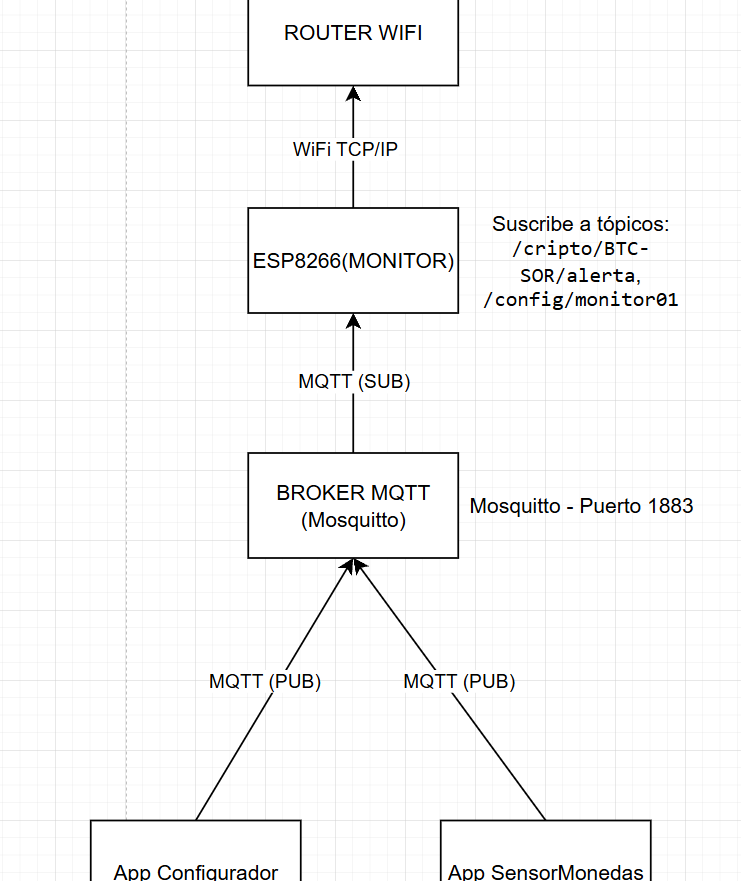 ROUTER WIFI
WiFi TCP/IP
ESP8266(MONITOR)
Suscribe a tópicos:
/cripto/BTC-
SOR/alerta,
/config/monitor01
MQTT (SUB)
BROKER MQTT
(Mosquitto)
Mosquitto - Puerto 1883
MQTT (PUB)
MQTT (PUB)
App Configurador
App SensorMonedas